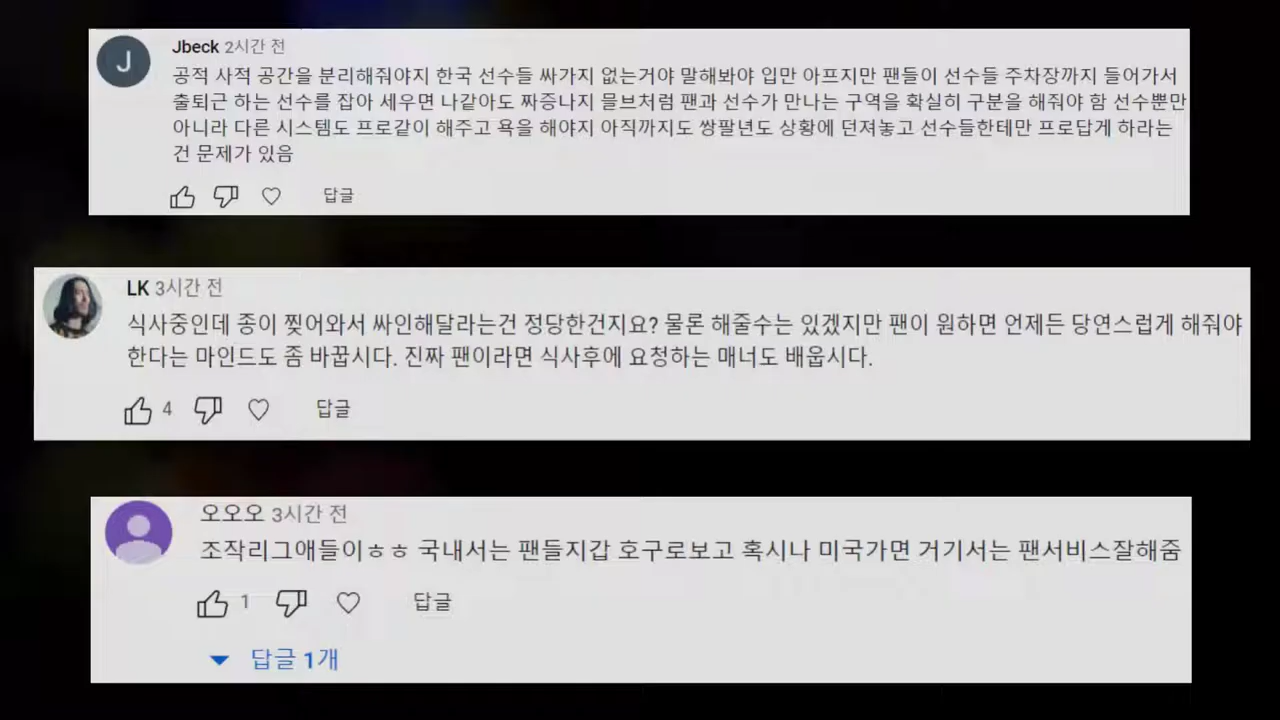 J
Jbeck 2시간 전
공적 사적 공간을 분리해줘야지 한국 선수들 싸가지 없는거야 말해봐야 입만 아프지만 팬들이 선수들 주차장까지 들어가서
출퇴근 하는 선수를 잡아 세우면 나같아도 짜증나지 믈브처럼 팬과 선수가 만나는 구역을 확실히 구분을 해줘야 함 선수뿐만
아니라 다른 시스템도 프로같이 해주고 욕을 해야지 아직까지도 쌍팔년도 상황에 던져놓고 선수들한테만 프로답게 하라는
건 문제가 있음
답글
LK 3시간 전
식사중인데 종이 찢어와서 싸인해달라는건 정당한건지요? 물론 해줄수는 있겠지만 팬이 원하면 언제든 당연스럽게 해줘야
한다는 마인드도 좀 바꿉시다. 진짜 팬이라면 식사후에 요청하는 매너도 배웁시다.
4 답글
오오오 3시간 전
조작리그애들이ㅎㅎ 국내서는 팬들지갑 호구로보고 혹시나 미국가면 거기서는 팬서비스잘해줌
1 답글
답글 1개